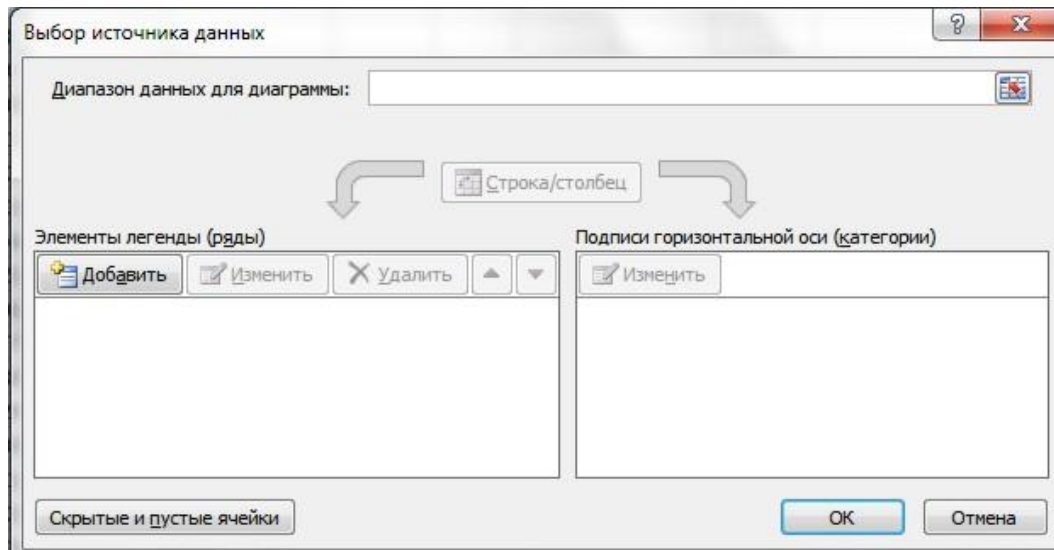 Выбор источника данных
Диапазон данных для диаграммы:
Строка/столбец
Элементы легенды (ряды)
Добавить Изменить Удалить
Подписи горизонтальной оси (категории)
Изменить
Скрытые и пустые ячейки
ОК Отмена